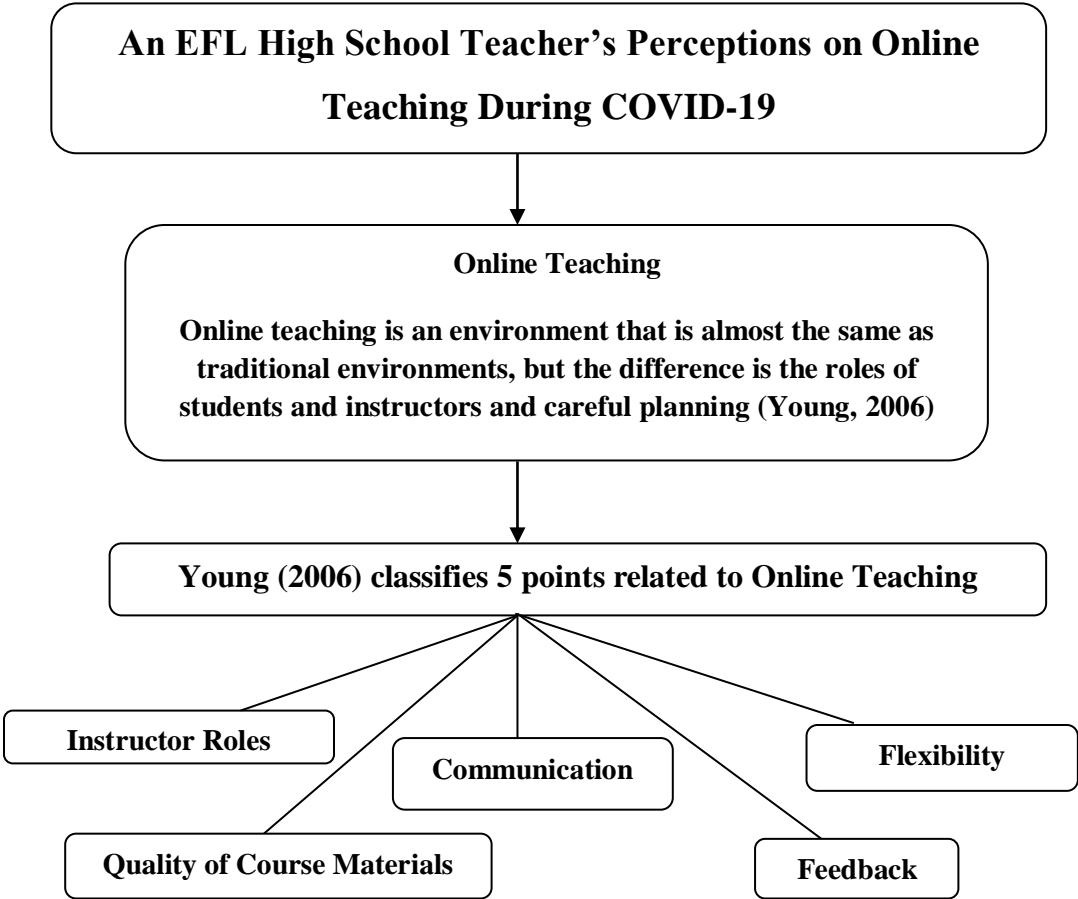 An EFL High School Teacher’s Perceptions on Online
Teaching During COVID-19
Online Teaching
Online teaching is an environment that is almost the same as
traditional environments, but the difference is the roles of
students and instructors and careful planning (Young, 2006)
Young (2006) classifies 5 points related to Online Teaching
Instructor Roles
Communication
Flexibility
Quality of Course Materials
Feedback